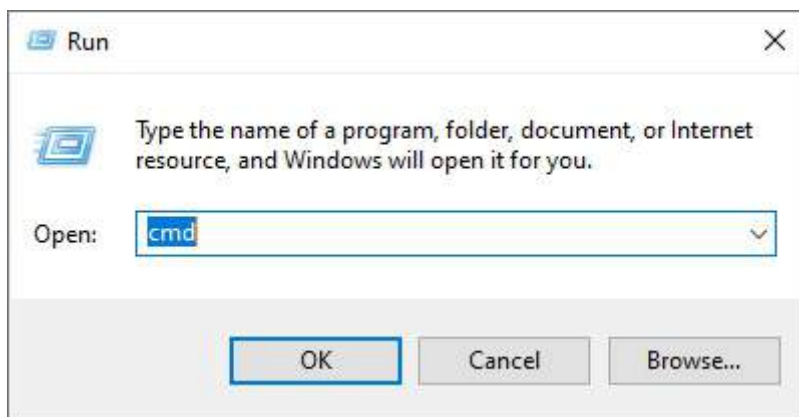 Run
Type the name of a program, folder, document, or Internet
resource, and Windows will open it for you.
Open: cmd
OK Cancel Browse...